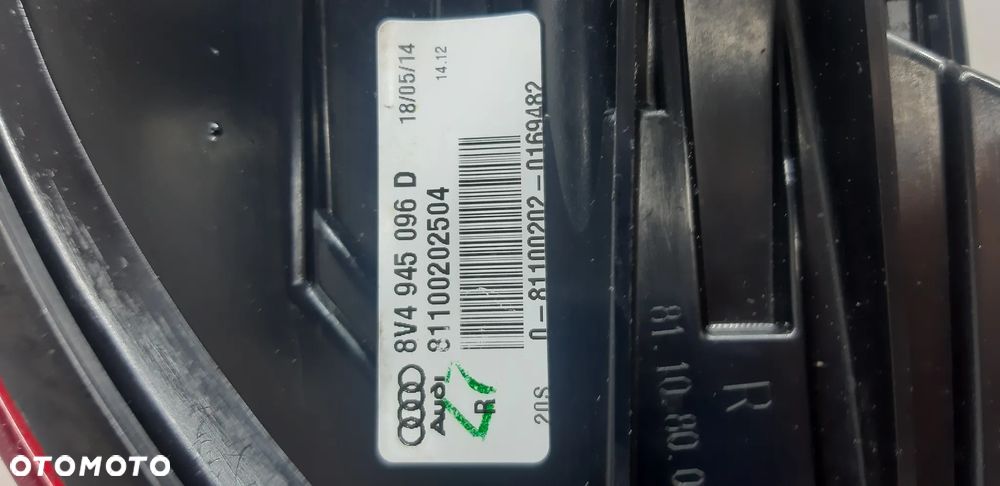 18/05/14
14.12
8V4 945 096 D
81100202504
Audi
R
0-81100202-0169482
20S
R
81.10.80.0
OTOMOTO